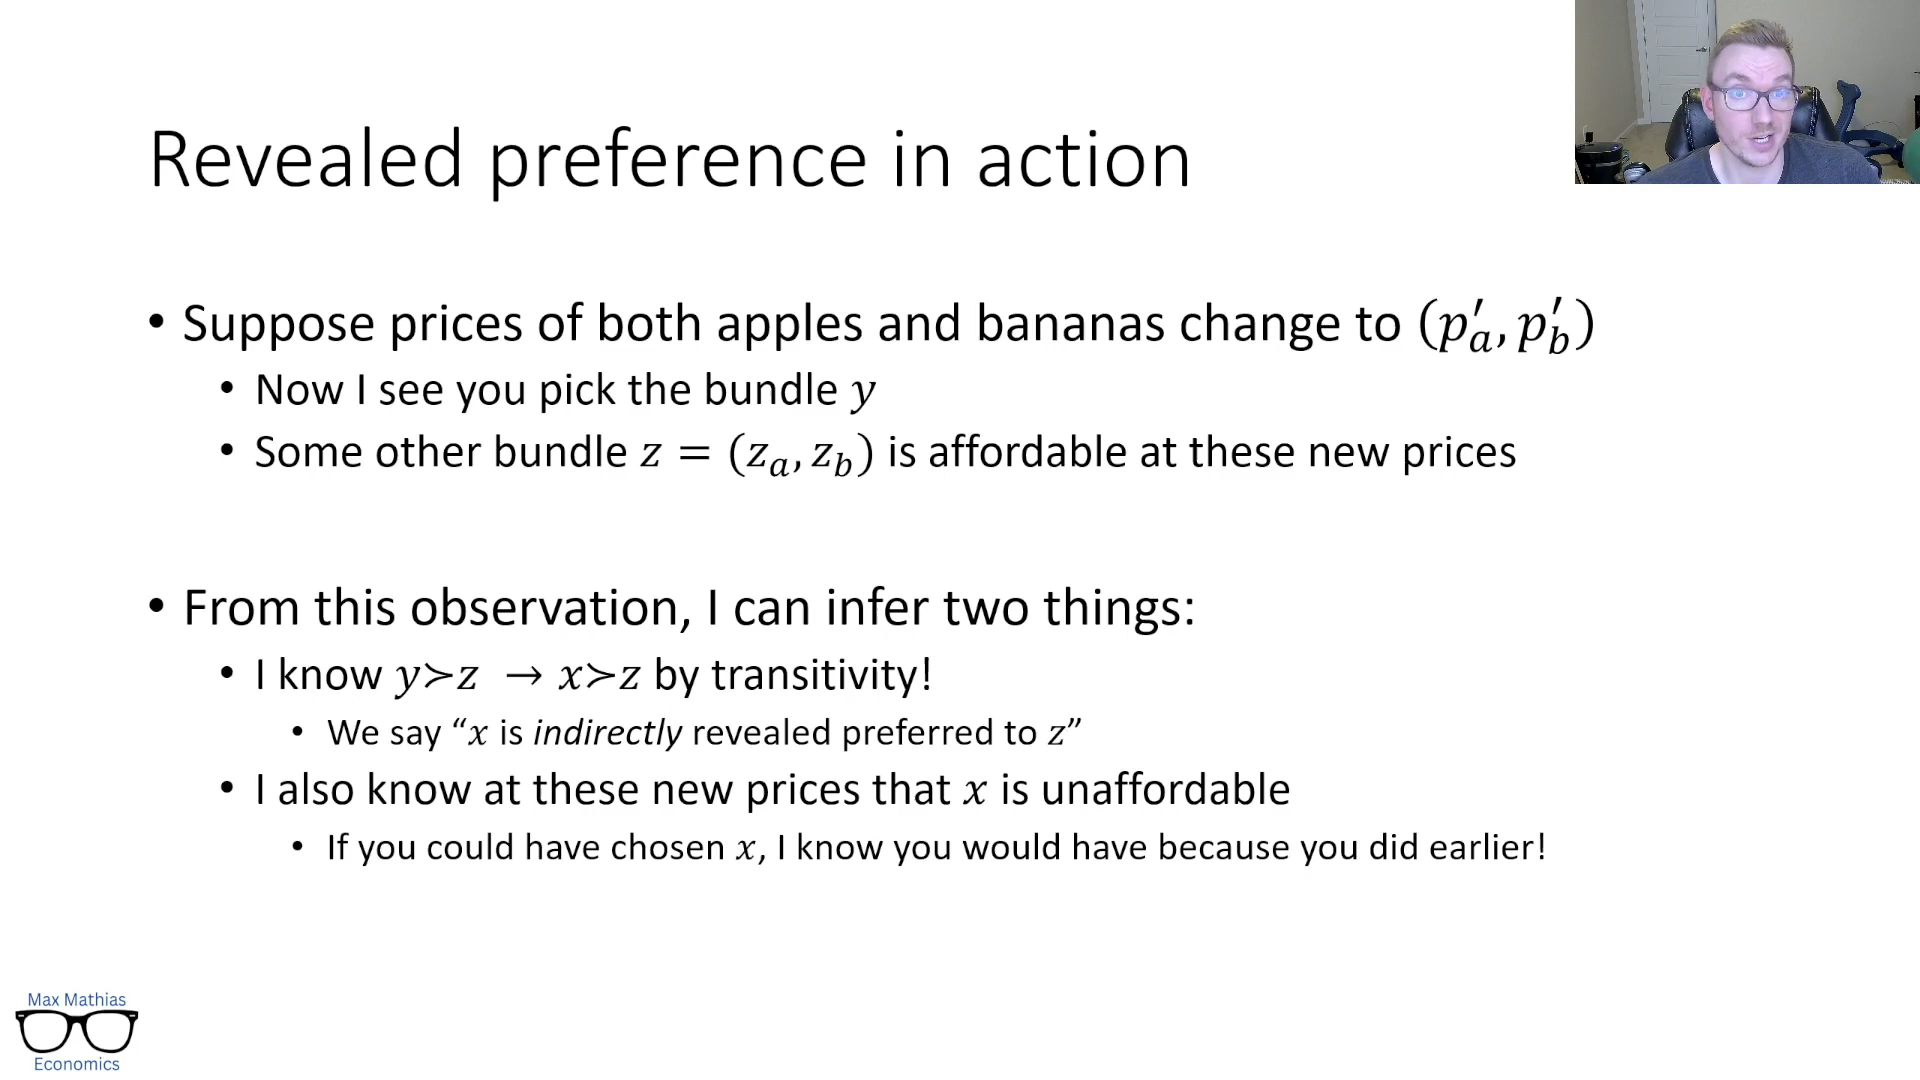 Revealed preference in action
• Suppose prices of both apples and bananas change to (p′ₐ, p′_b)
• Now I see you pick the bundle y
• Some other bundle z = (zₐ, z_b) is affordable at these new prices
• From this observation, I can infer two things:
• I know y≻z → x≻z by transitivity!
• We say “x is indirectly revealed preferred to z”
• I also know at these new prices that x is unaffordable
• If you could have chosen x, I know you would have because you did earlier!
Max Mathias
Economics